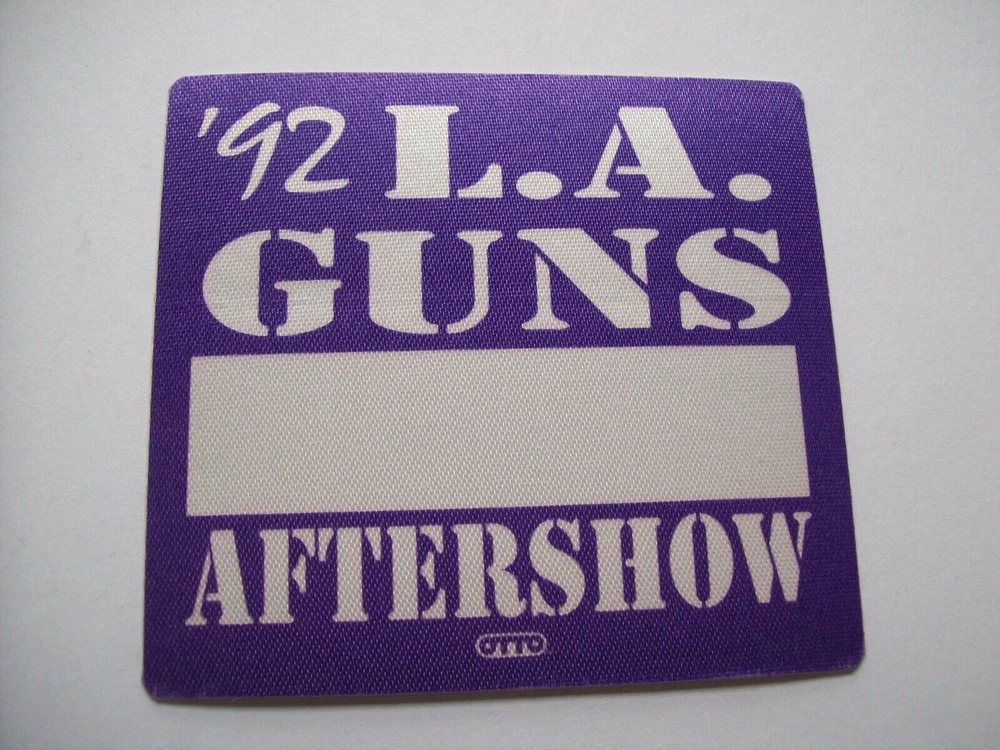 '92 L.A.
GUNS
AFTERSHOW
OTTO